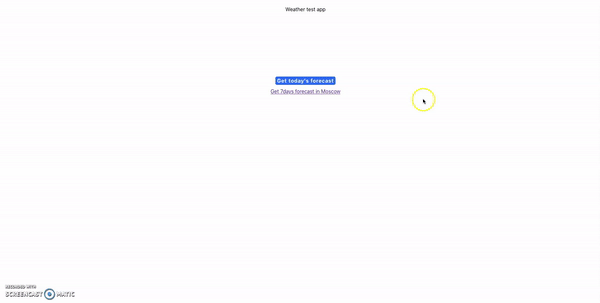 Weather test app
Get today's forecast
Get 7days forecast in Moscow
RECORDED WITH
SCREENCAST MATIC